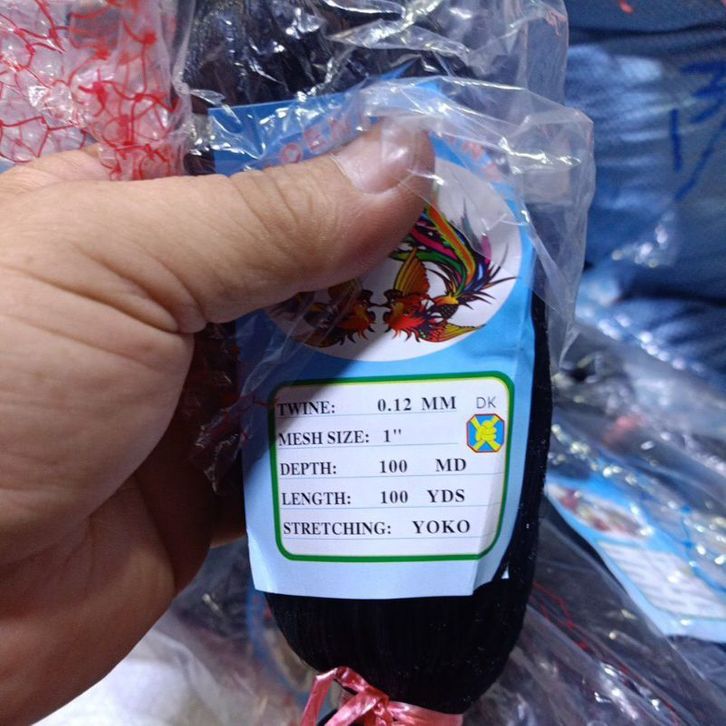 TWINE: 0.12 MM DK
MESH SIZE: 1"
DEPTH: 100 MD
LENGTH: 100 YDS
STRETCHING: YOKO